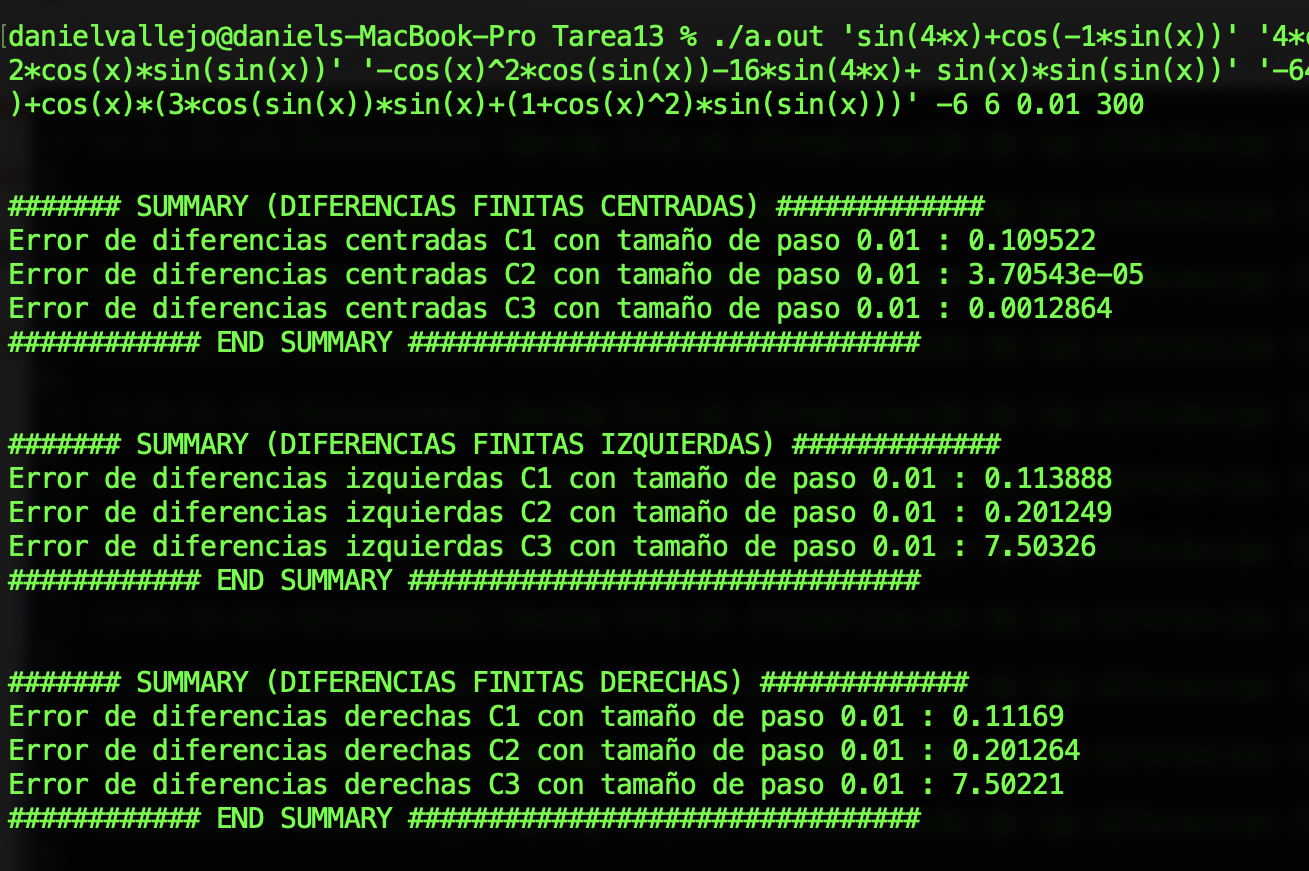 [danielvallejo@daniels-MacBook-Pro Tarea13 % ./a.out 'sin(4*x)+cos(-1*sin(x))' '4*c
2*cos(x)*sin(sin(x))' '-cos(x)^2*cos(sin(x))-16*sin(4*x)+ sin(x)*sin(sin(x))' '-64
)+cos(x)*(3*cos(sin(x))*sin(x)+(1+cos(x)^2)*sin(sin(x)))' -6 6 0.01 300
####### SUMMARY (DIFERENCIAS FINITAS CENTRADAS) #############
Error de diferencias centradas C1 con tamaño de paso 0.01 : 0.109522
Error de diferencias centradas C2 con tamaño de paso 0.01 : 3.70543e-05
Error de diferencias centradas C3 con tamaño de paso 0.01 : 0.0012864
############ END SUMMARY ################################
####### SUMMARY (DIFERENCIAS FINITAS IZQUIERDAS) #############
Error de diferencias izquierdas C1 con tamaño de paso 0.01 : 0.113888
Error de diferencias izquierdas C2 con tamaño de paso 0.01 : 0.201249
Error de diferencias izquierdas C3 con tamaño de paso 0.01 : 7.50326
############ END SUMMARY ################################
####### SUMMARY (DIFERENCIAS FINITAS DERECHAS) #############
Error de diferencias derechas C1 con tamaño de paso 0.01 : 0.11169
Error de diferencias derechas C2 con tamaño de paso 0.01 : 0.201264
Error de diferencias derechas C3 con tamaño de paso 0.01 : 7.50221
############ END SUMMARY ################################